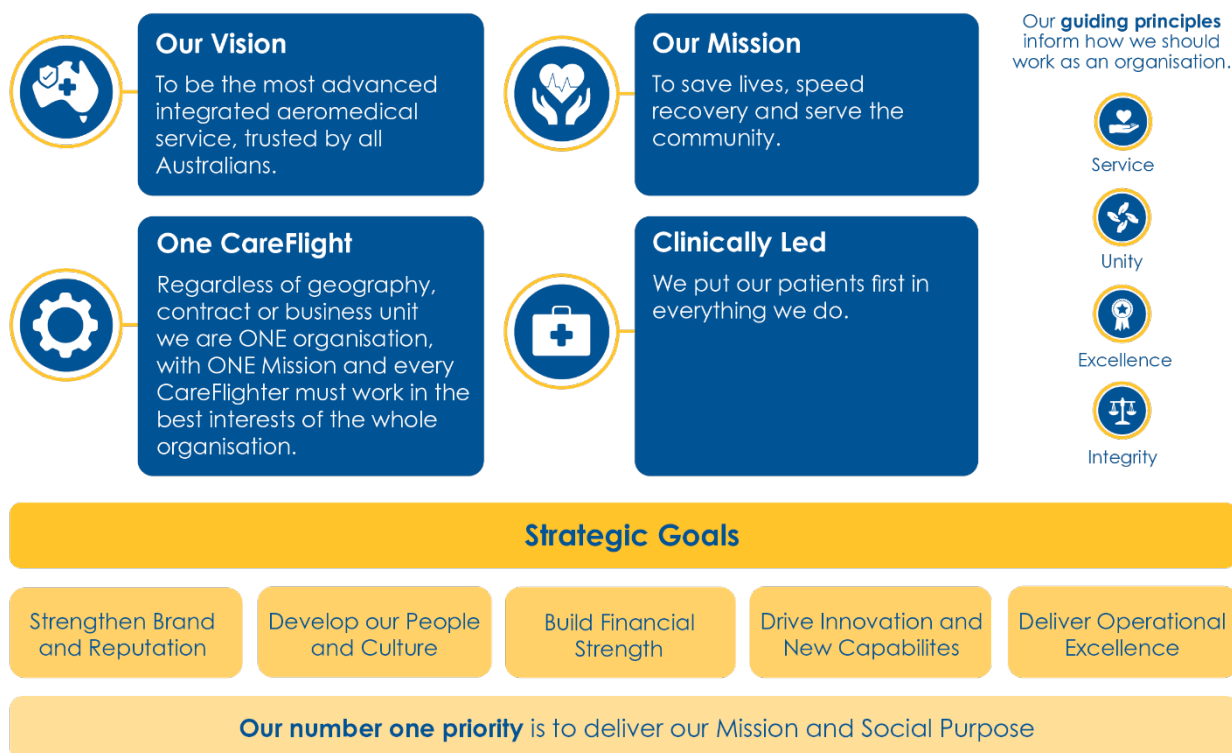 Our Vision
To be the most advanced
integrated aeromedical
service, trusted by all
Australians.
Our Mission
To save lives, speed
recovery and serve the
community.
Our guiding principles
inform how we should
work as an organisation.
Service
Unity
Excellence
Integrity
One CareFlight
Regardless of geography,
contract or business unit
we are ONE organisation,
with ONE Mission and every
CareFlighter must work in the
best interests of the whole
organisation.
Clinically Led
We put our patients first in
everything we do.
Strategic Goals
Strengthen Brand
and Reputation
Develop our People
and Culture
Build Financial
Strength
Drive Innovation and
New Capabilites
Deliver Operational
Excellence
Our number one priority is to deliver our Mission and Social Purpose